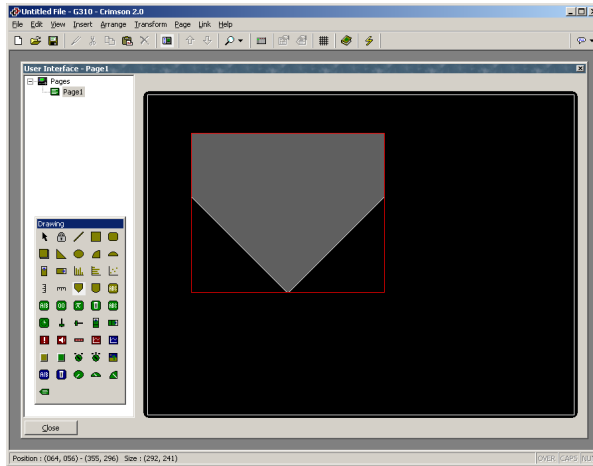 Untitled File - G310 - Crimson 2.0
File Edit View Insert Arrange Transform Page Link Help
User Interface - Page1
Pages
Page1
Drawing
Close
Position : (064, 056) - (355, 296) Size : (292, 241)
OVER CAPS NU